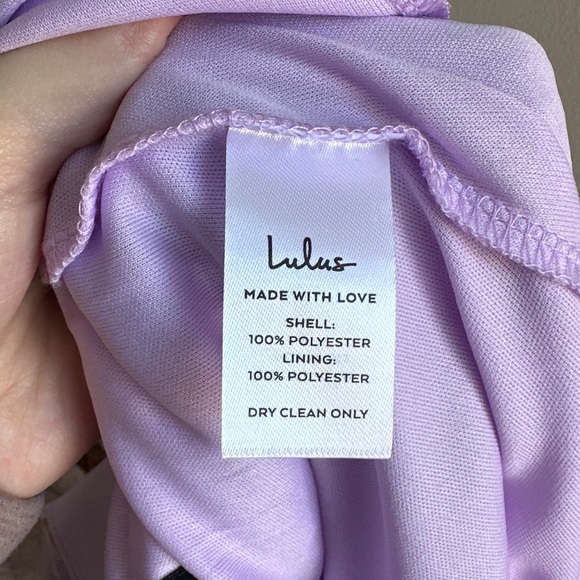 Lulus
MADE WITH LOVE
SHELL:
100% POLYESTER
LINING:
100% POLYESTER
DRY CLEAN ONLY